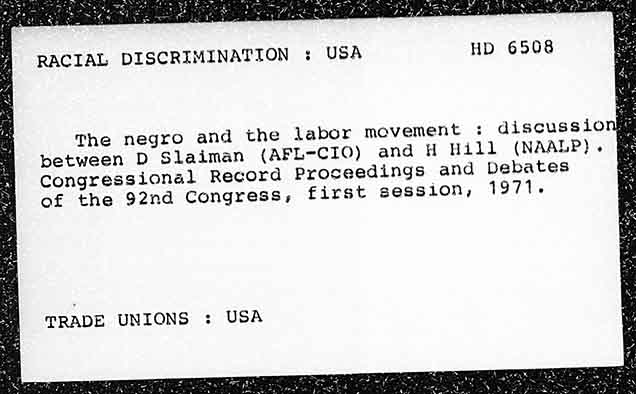 RACIAL DISCRIMINATION : USA HD 6508
The negro and the labor movement : discussion
between D Slaiman (AFL-CIO) and H Hill (NAALP).
Congressional Record Proceedings and Debates
of the 92nd Congress, first session, 1971.
TRADE UNIONS : USA